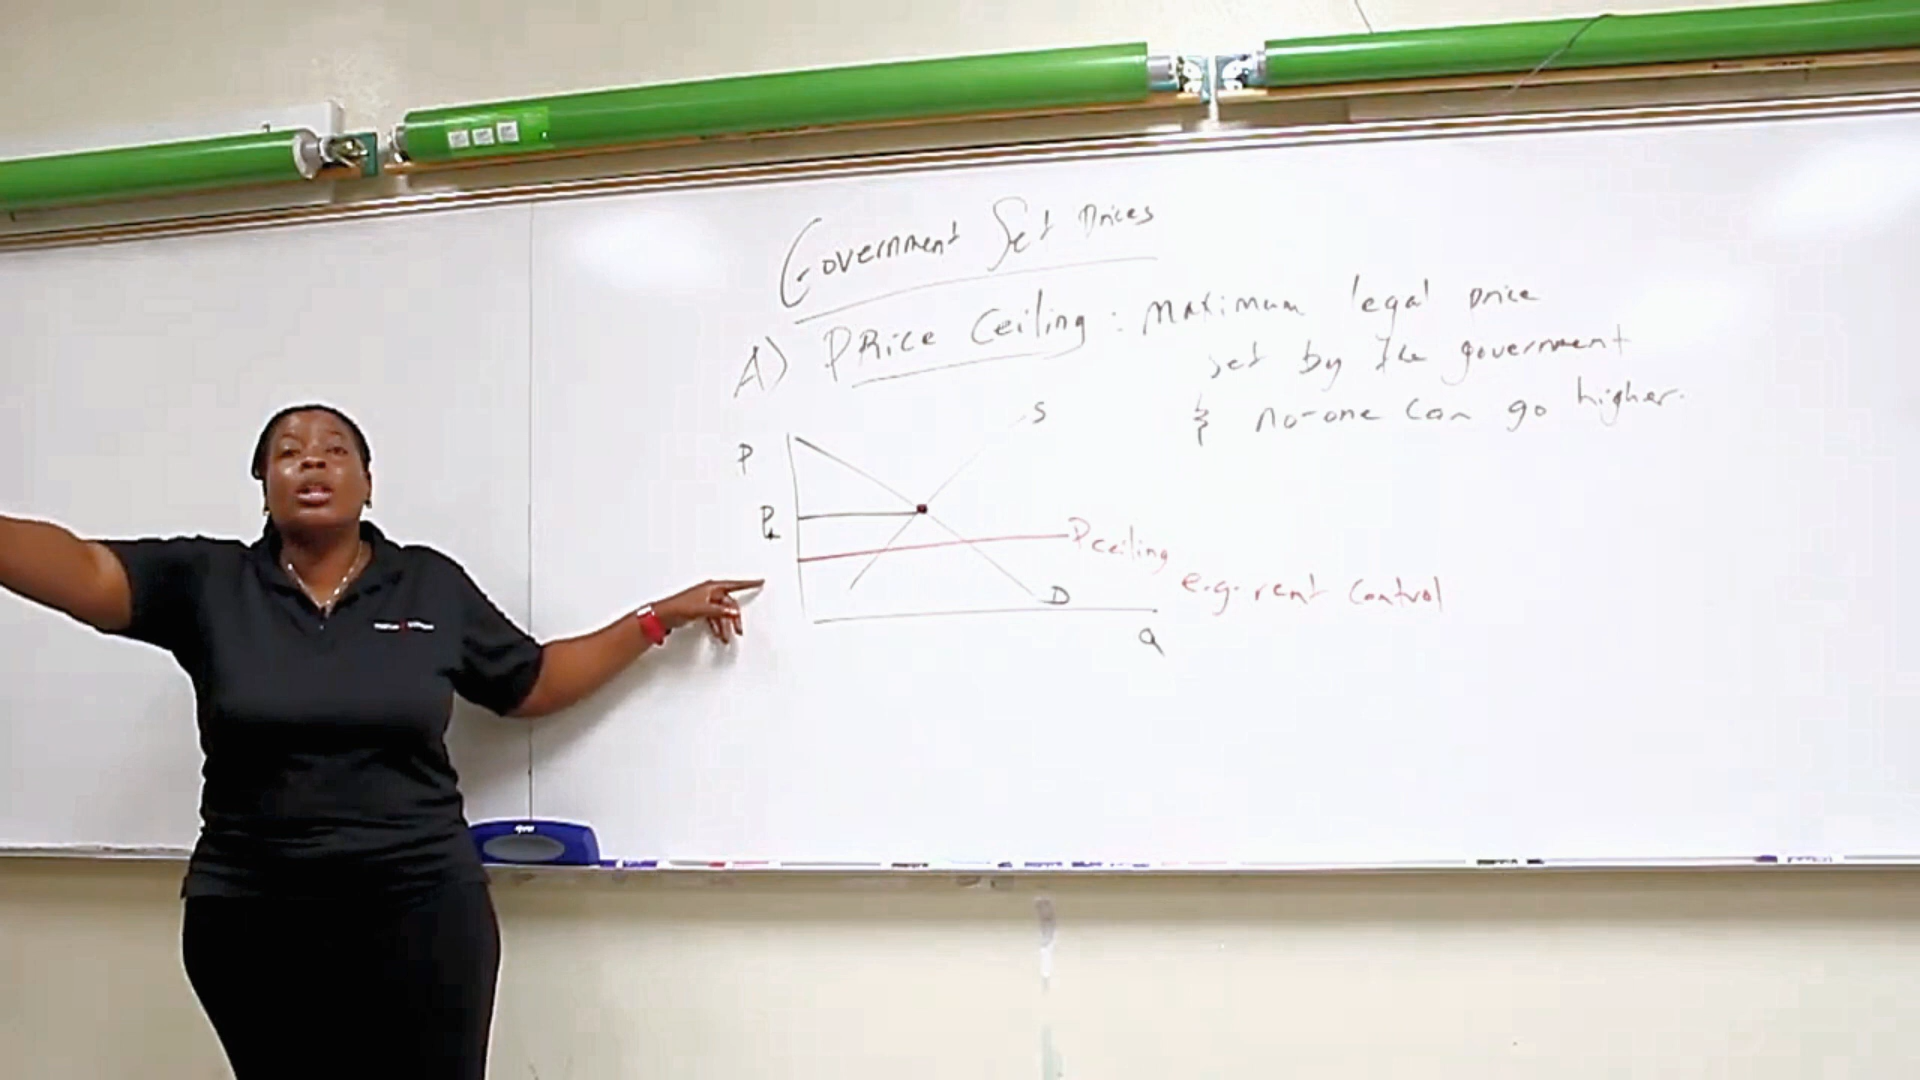 Government Set Prices
A) PRice Ceiling : Maximum legal price
set by the government
& no-one can go higher.
S
P
Pe
Pceiling
e.g. rent control
D
Q